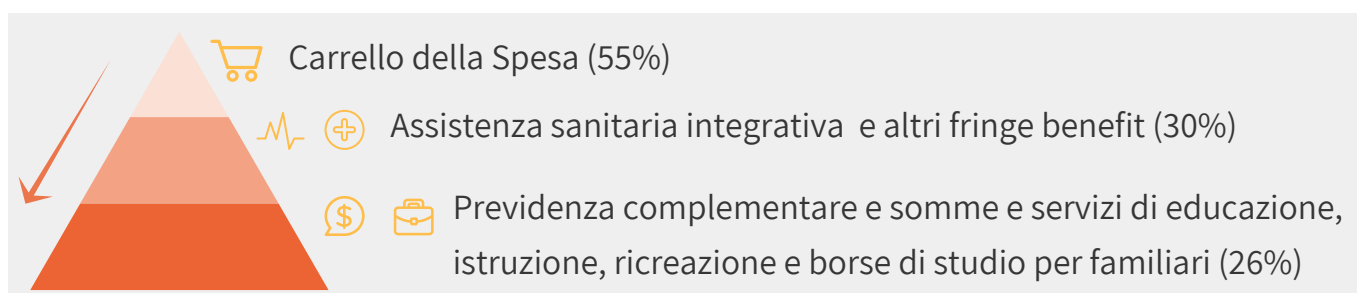 Carrello della Spesa (55%)
Assistenza sanitaria integrativa e altri fringe benefit (30%)
Previdenza complementare e somme e servizi di educazione,
istruzione, ricreazione e borse di studio per familiari (26%)